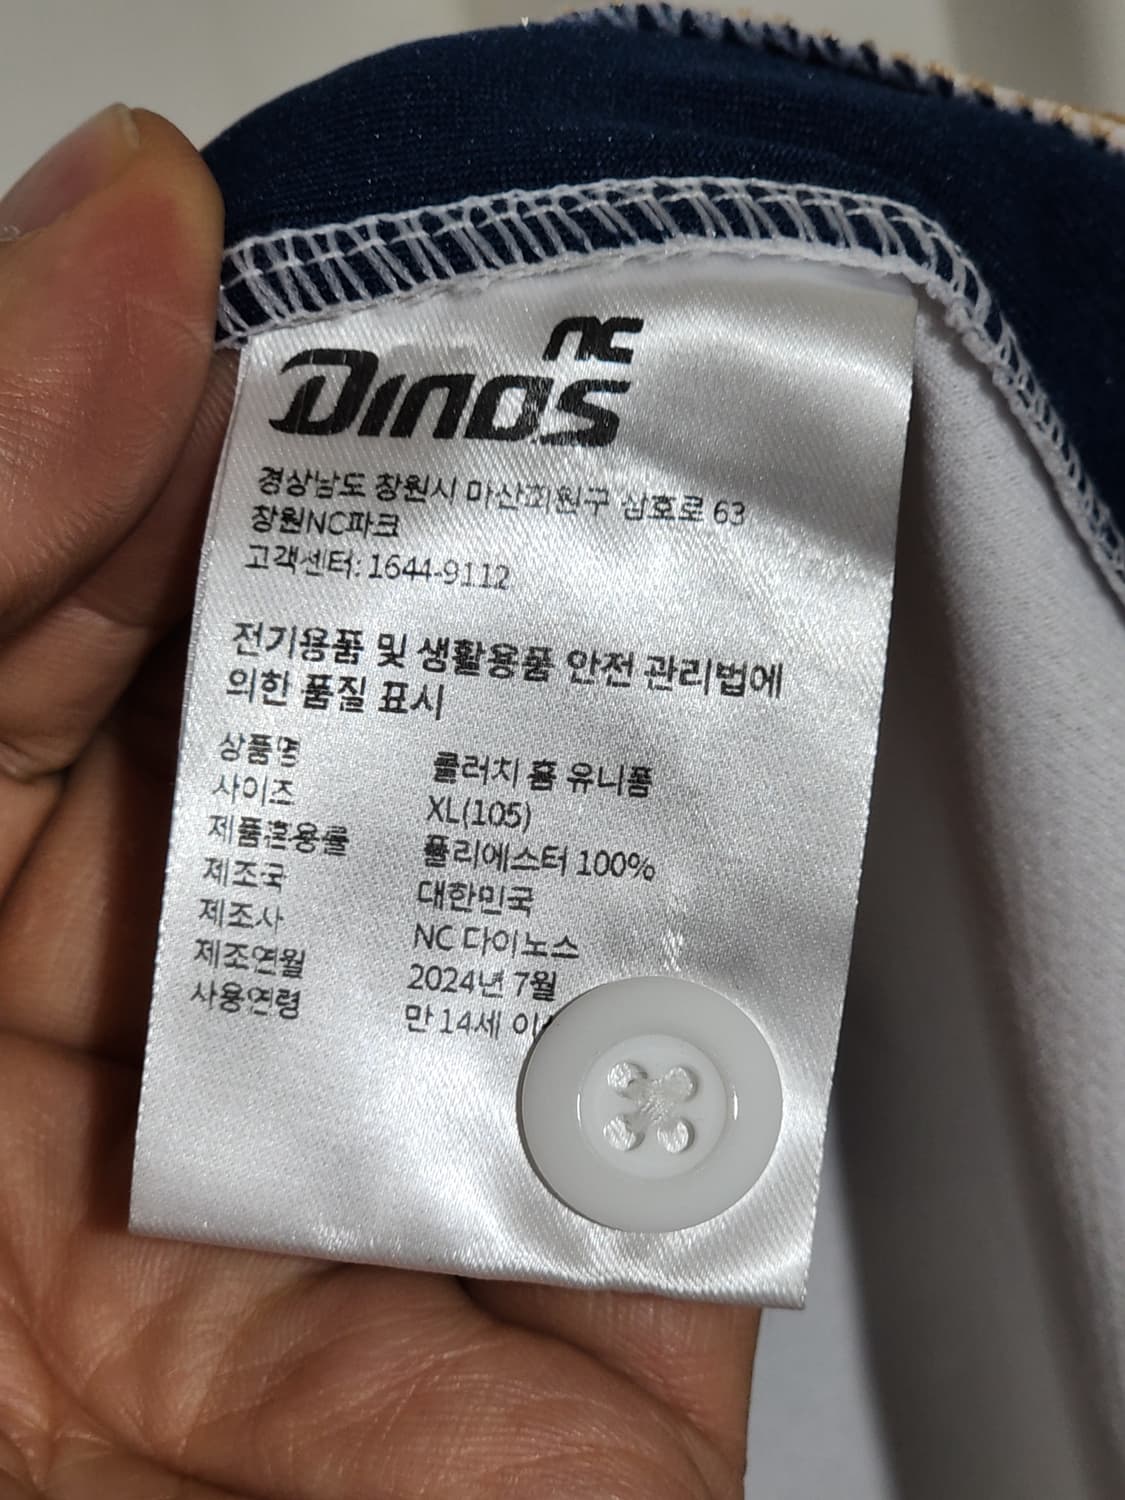 NC
DINOS
경상남도 창원시 마산회원구 삼호로 63
창원NC파크
고객센터: 1644-9112
전기용품 및 생활용품 안전 관리법에
의한 품질 표시
상품명 클러치 홈 유니폼
사이즈 XL(105)
제품혼용률 폴리에스터 100%
제조국 대한민국
제조사 NC 다이노스
제조연월 2024년 7월
사용연령 만 14세